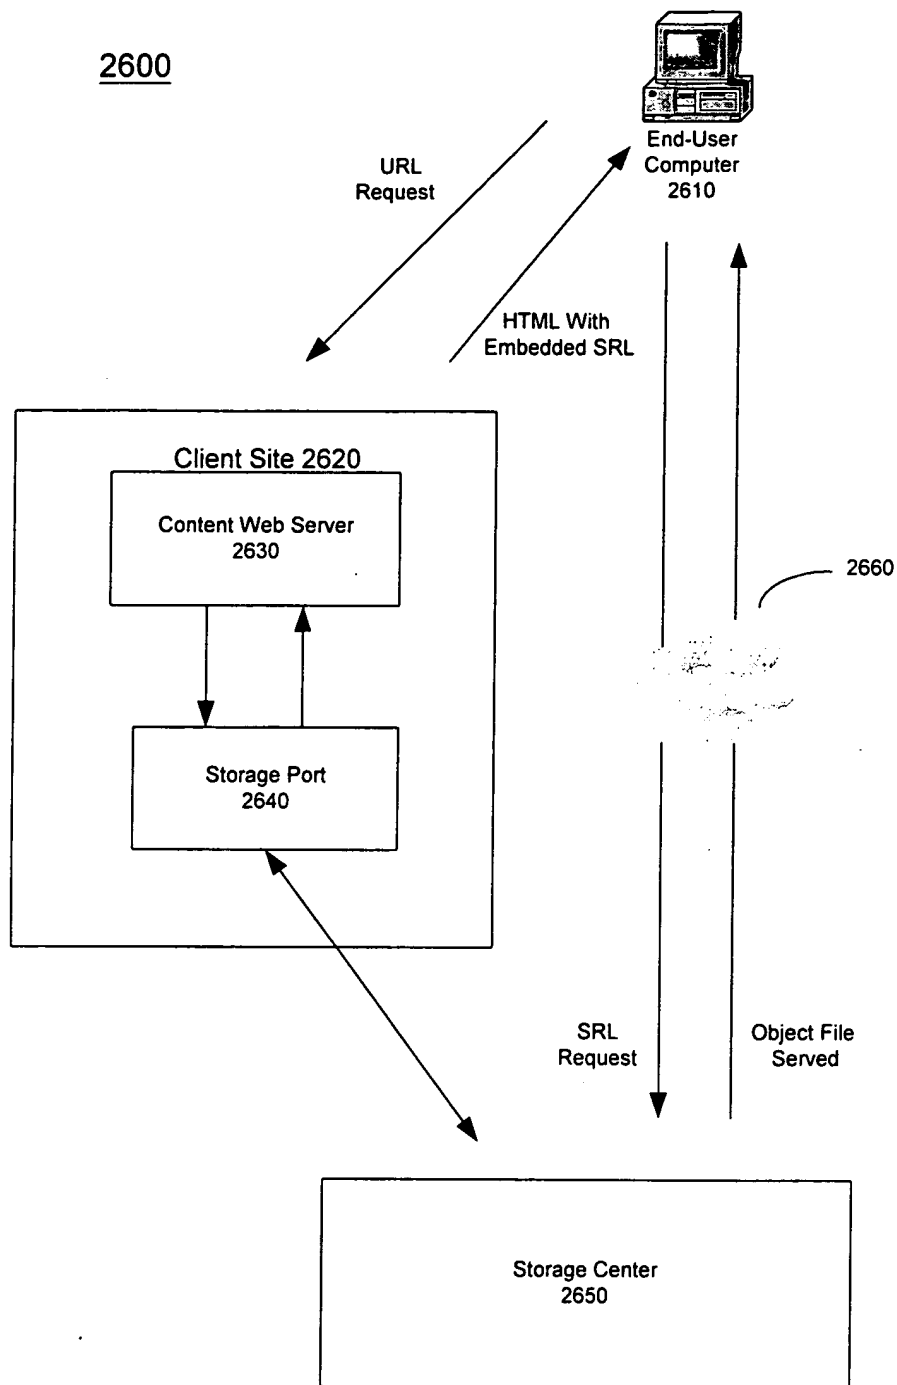 2600
End-User
Computer
2610
URL
Request
HTML With
Embedded SRL
Client Site 2620
Content Web Server
2630
2660
Storage Port
2640
SRL
Request
Object File
Served
Storage Center
2650